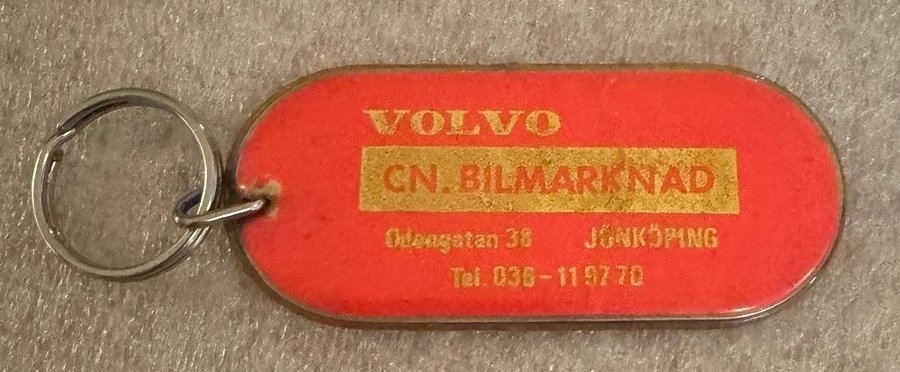 VOLVO
CN. BILMARKNAD
Odengatan 38 JÖNKÖPING
Tel. 036-11 97 70